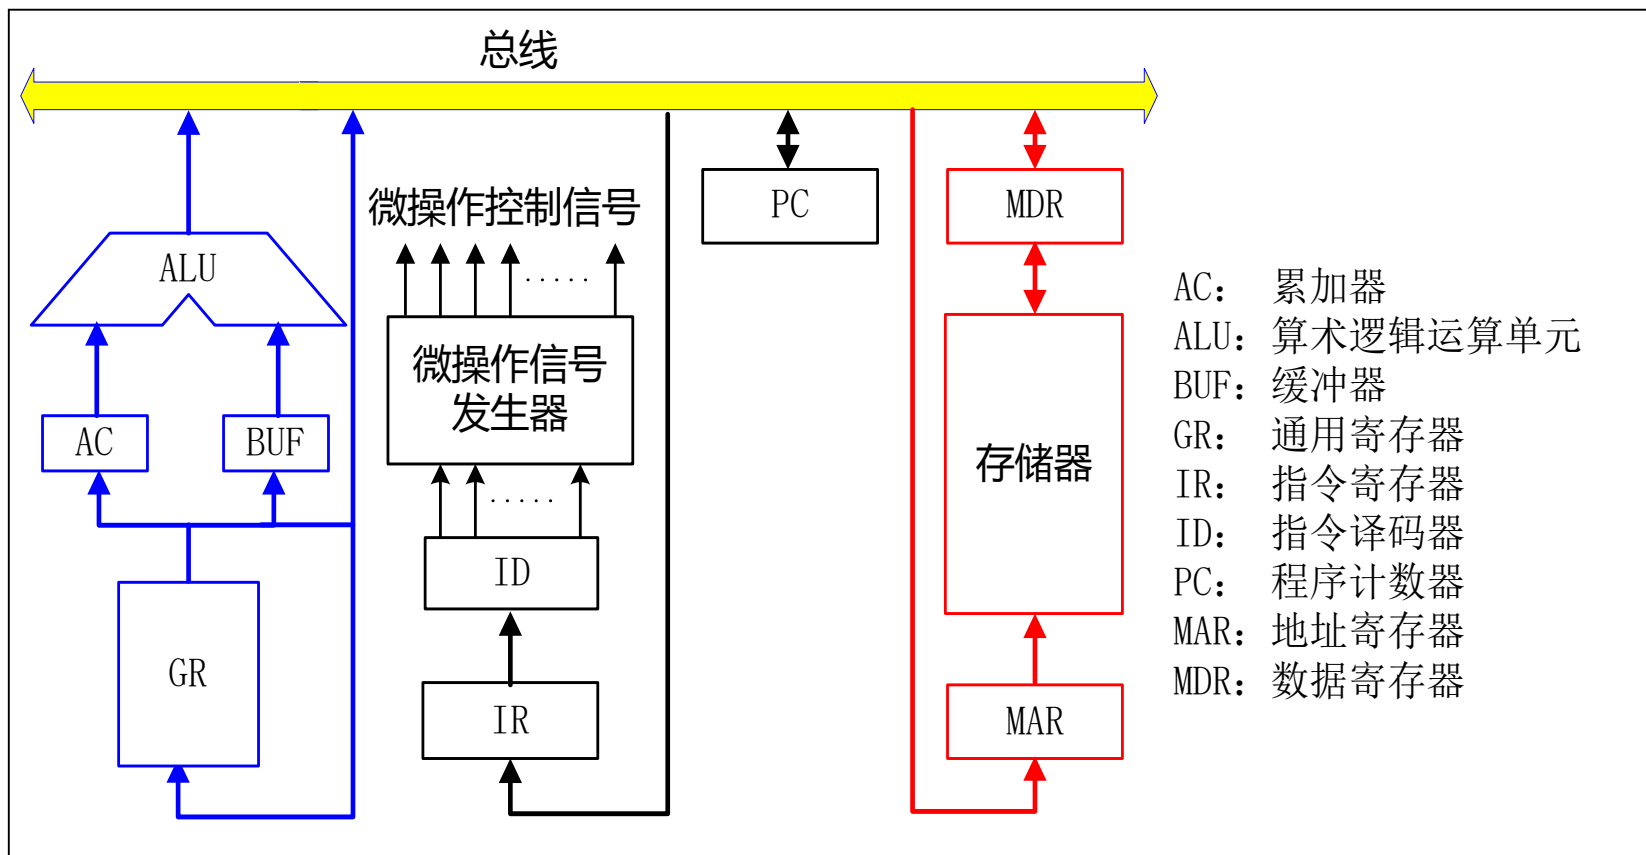 总线
微操作控制信号
PC
MDR
ALU
.....
微操作信号
发生器
AC
BUF
存储器
.....
ID
GR
IR
MAR
AC： 累加器
ALU：算术逻辑运算单元
BUF：缓冲器
GR： 通用寄存器
IR： 指令寄存器
ID： 指令译码器
PC： 程序计数器
MAR：地址寄存器
MDR：数据寄存器